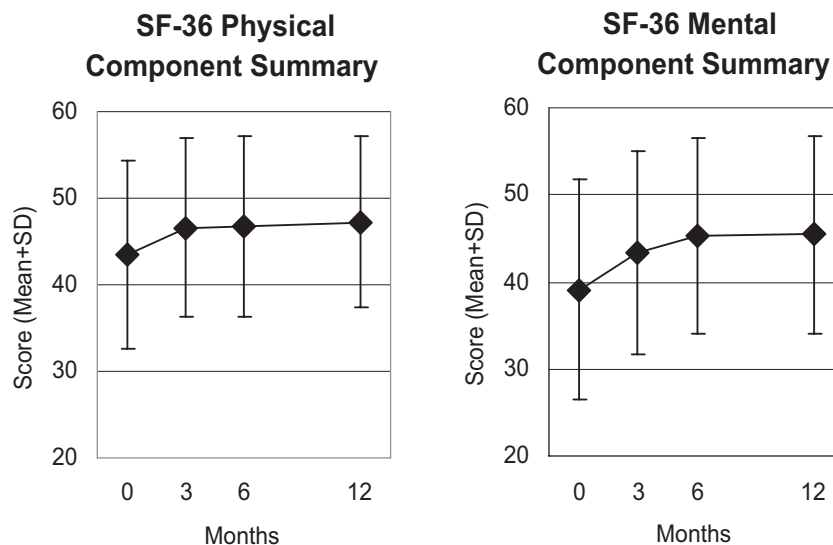 SF-36 Physical
Component Summary
60
50
40
30
20
Score (Mean+SD)
0 3 6 12
Months
SF-36 Mental
Component Summary
60
50
40
30
20
Score (Mean+SD)
0 3 6 12
Months